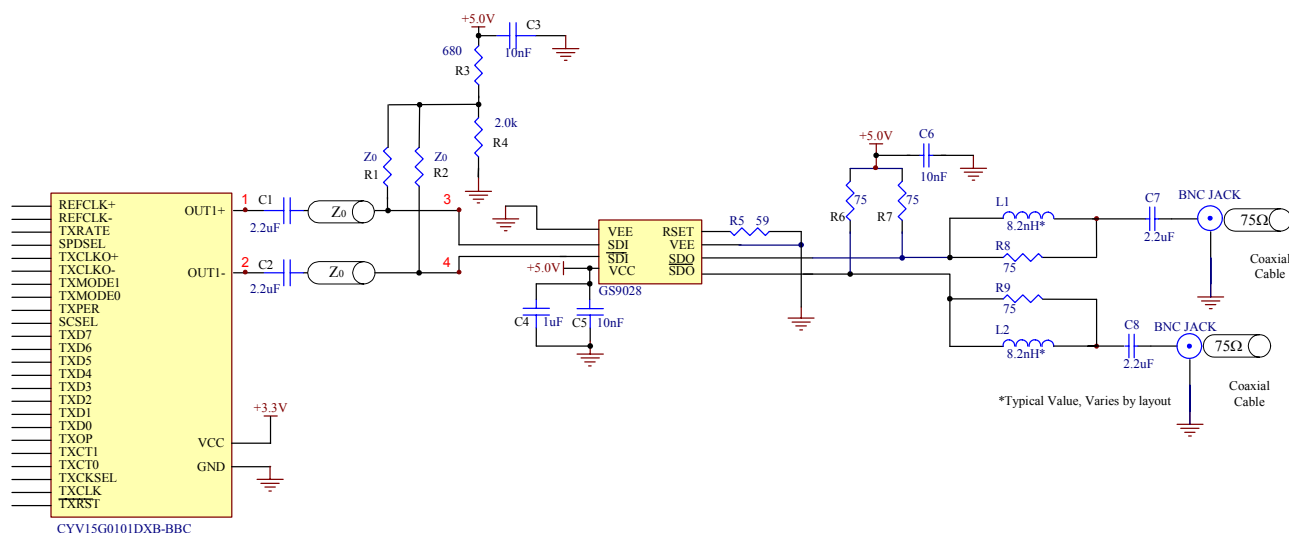 +5.0V
C3
10nF
680
R3
2.0k
R4
Z0
R1
Z0
R2
REFCLK+
REFCLK-
TXRATE
SPDSEL
TXCLKO+
TXCLKO-
TXMODE1
TXMODE0
TXPER
SCSEL
TXD7
TXD6
TXD5
TXD4
TXD3
TXD2
TXD1
TXD0
TXOP
TXCT1
TXCT0
TXCKSEL
TXCLK
TXRST
OUT1+
OUT1-
VCC
GND
CYV15G0101DXB-BBC
+3.3V
1
C1
2.2uF
Z0
3
2
C2
2.2uF
Z0
4
VEE
SDI
SDI
VCC
RSET
VEE
SDO
SDO
GS9028
+5.0V
C4
1uF
C5
10nF
R5
59
+5.0V
C6
10nF
75
R6
75
R7
L1
8.2nH*
R8
75
R9
75
L2
8.2nH*
C7
2.2uF
BNC JACK
75Ω
Coaxial
Cable
C8
2.2uF
BNC JACK
75Ω
Coaxial
Cable
*Typical Value, Varies by layout